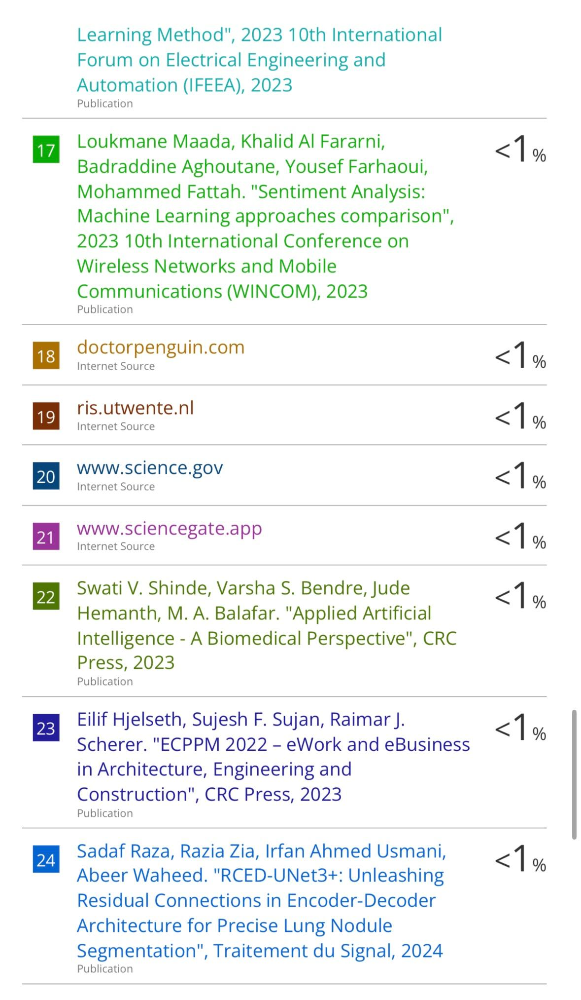 Learning Method", 2023 10th International
Forum on Electrical Engineering and
Automation (IFEEA), 2023
Publication
17
Loukmane Maada, Khalid Al Fararni,
Badraddine Aghoutane, Yousef Farhaoui,
Mohammed Fattah. "Sentiment Analysis:
Machine Learning approaches comparison",
2023 10th International Conference on
Wireless Networks and Mobile
Communications (WINCOM), 2023
Publication
<1%
18
doctorpenguin.com
Internet Source
<1%
19
ris.utwente.nl
Internet Source
<1%
20
www.science.gov
Internet Source
<1%
21
www.sciencegate.app
Internet Source
<1%
22
Swati V. Shinde, Varsha S. Bendre, Jude
Hemanth, M. A. Balafar. "Applied Artificial
Intelligence - A Biomedical Perspective", CRC
Press, 2023
Publication
<1%
23
Eilif Hjelseth, Sujesh F. Sujan, Raimar J.
Scherer. "ECPPM 2022 – eWork and eBusiness
in Architecture, Engineering and
Construction", CRC Press, 2023
Publication
<1%
24
Sadaf Raza, Razia Zia, Irfan Ahmed Usmani,
Abeer Waheed. "RCED-UNet3+: Unleashing
Residual Connections in Encoder-Decoder
Architecture for Precise Lung Nodule
Segmentation", Traitement du Signal, 2024
Publication
<1%